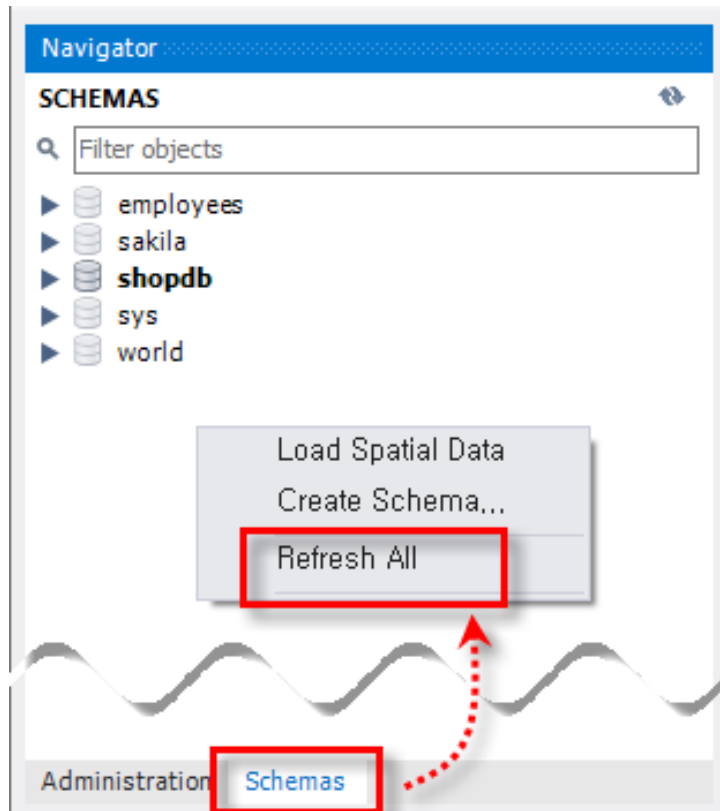 Navigator
SCHEMAS
Filter objects
employees
sakila
shopdb
sys
world
Load Spatial Data
Create Schema...
Refresh All
Administration Schemas